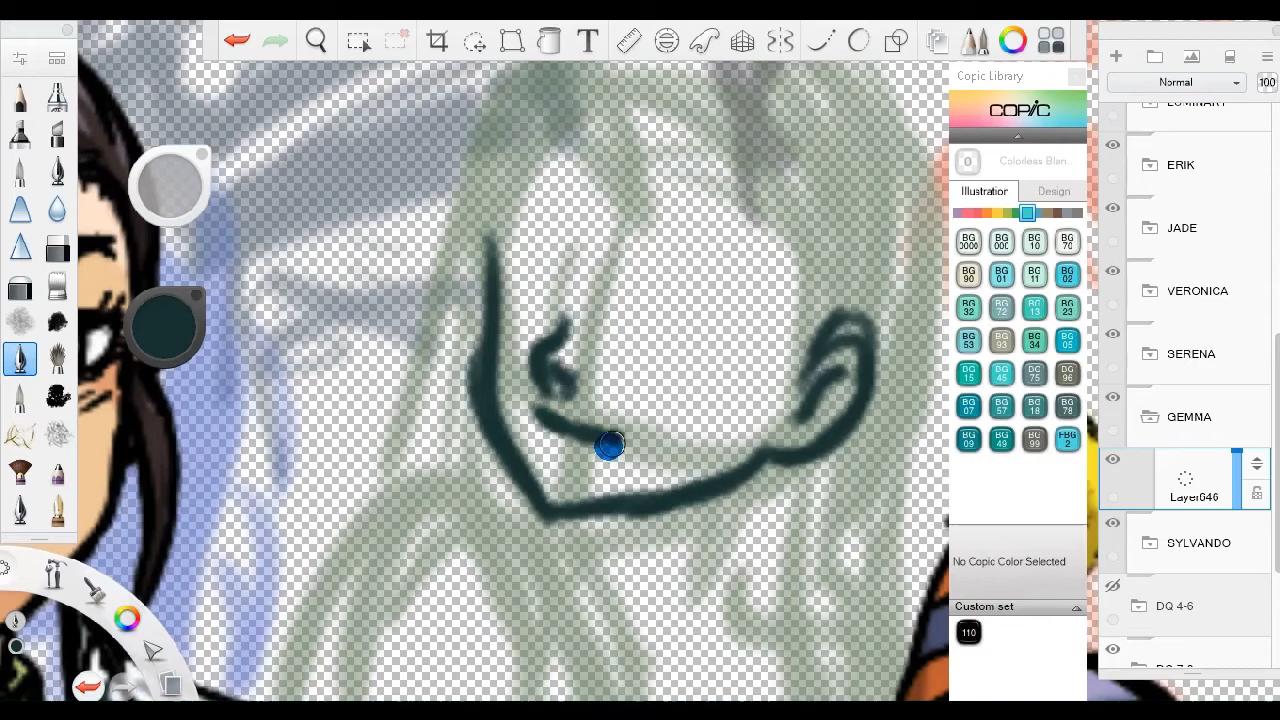 T
Copic Library
COPIC
0
Colorless Blen...
Illustration
Design
BG 0000
BG 000
BG 10
BG 70
BG 90
BG 01
BG 11
BG 02
BG 32
BG 72
BG 13
BG 23
BG 53
BG 93
BG 34
BG 05
BG 15
BG 45
BG 75
BG 96
BG 07
BG 57
BG 18
BG 78
BG 09
BG 49
BG 99
FBG 2
No Copic Color Selected
Custom set
110
Normal
100
LUMINARY
ERIK
JADE
VERONICA
SERENA
GEMMA
Layer646
SYLVANDO
DQ 4-6